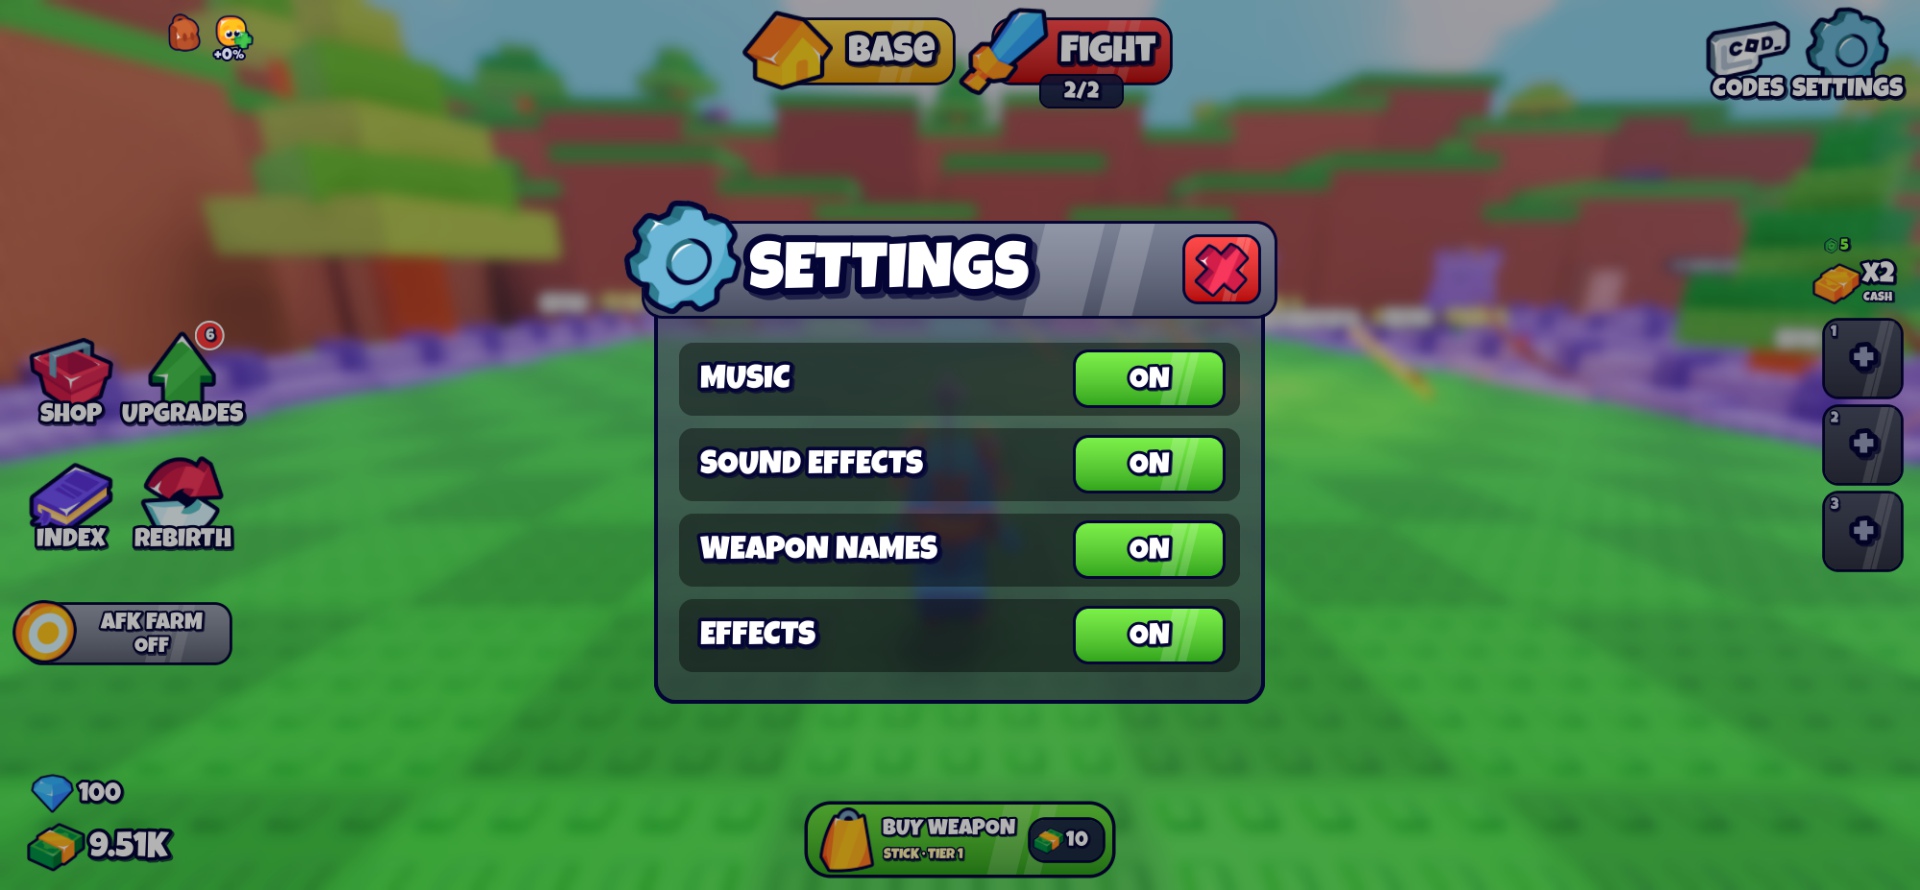 +0%
BASE
FIGHT
2/2
COD_
CODES
SETTINGS
SETTINGS
5
X2
CASH
MUSIC
ON
1
6
SHOP
UPGRADES
SOUND EFFECTS
ON
2
INDEX
REBIRTH
WEAPON NAMES
ON
3
AFK FARM
OFF
EFFECTS
ON
100
9.51K
BUY WEAPON
STICK · TIER 1
10